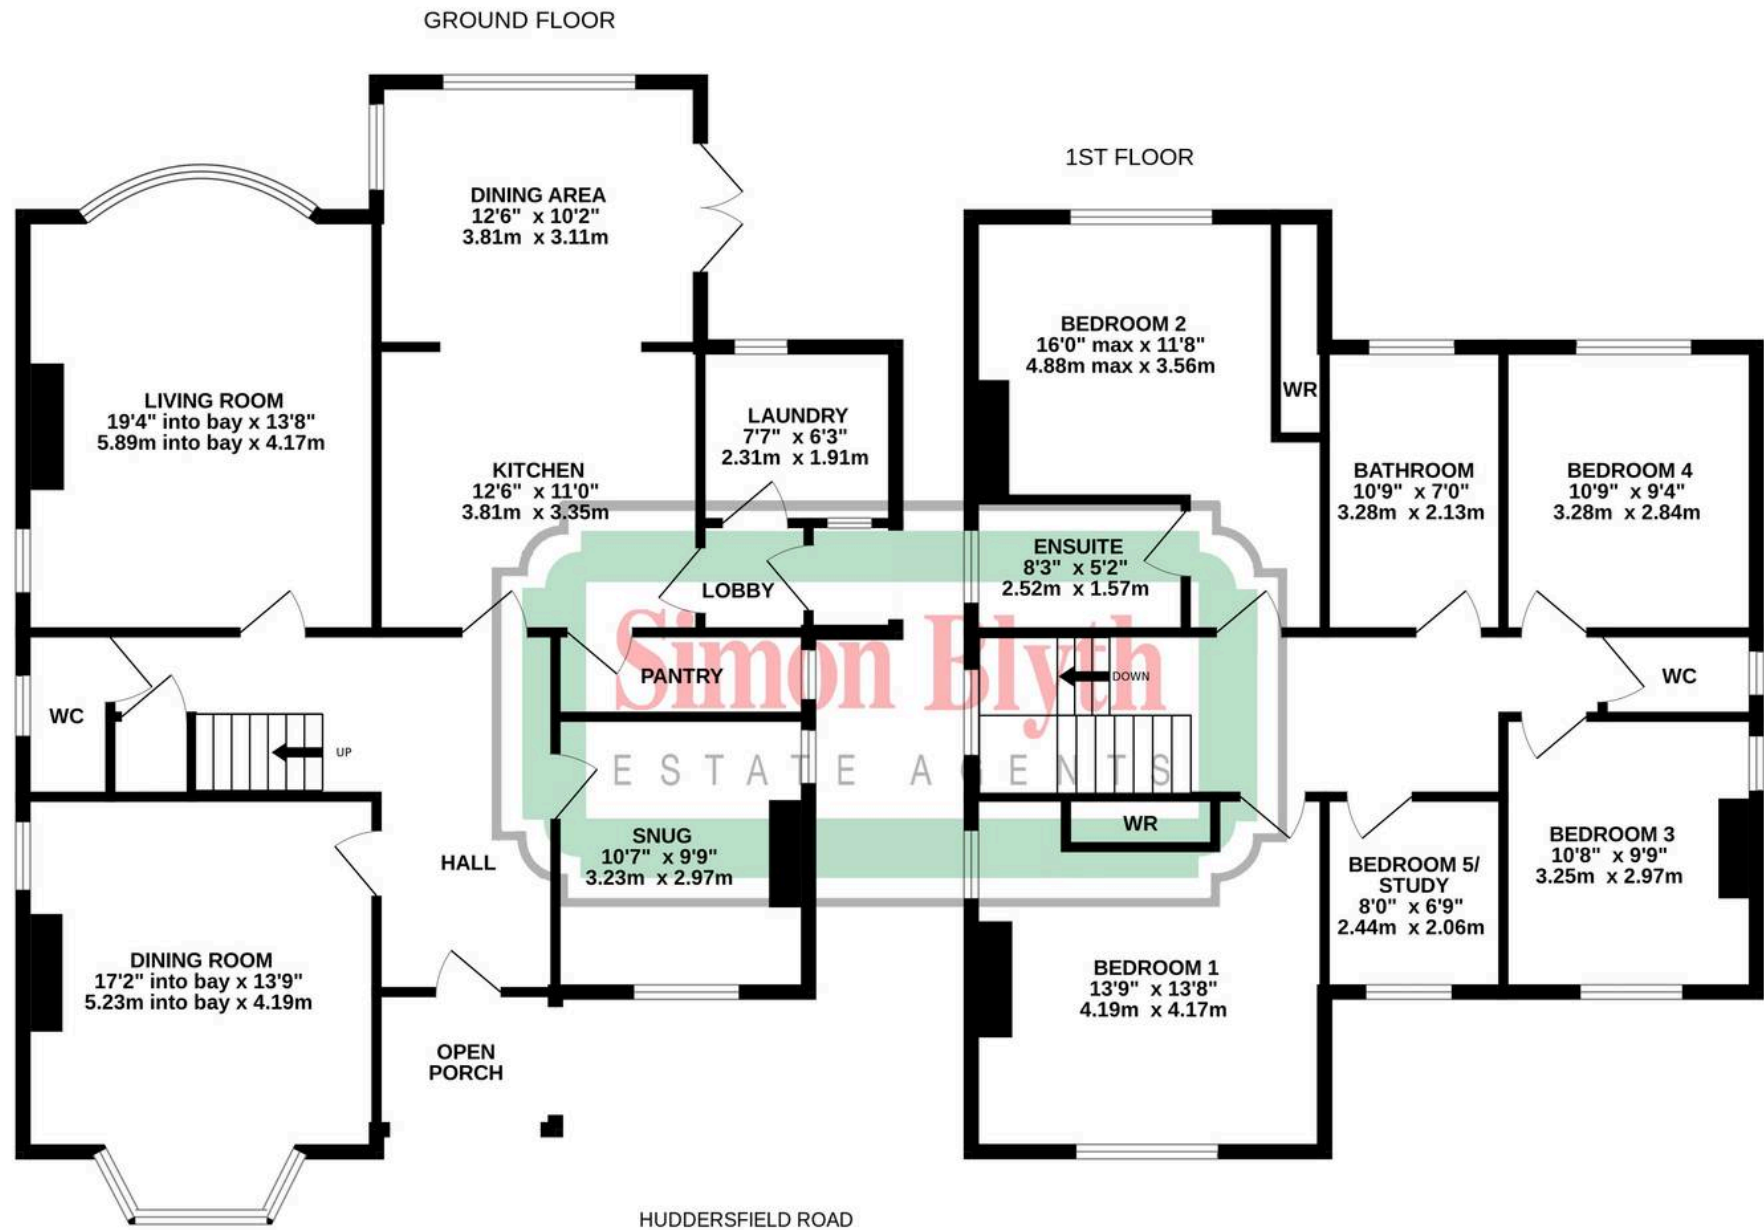 GROUND FLOOR
DINING AREA
12'6" x 10'2"
3.81m x 3.11m
LIVING ROOM
19'4" into bay x 13'8"
5.89m into bay x 4.17m
KITCHEN
12'6" x 11'0"
3.81m x 3.35m
LAUNDRY
7'7" x 6'3"
2.31m x 1.91m
LOBBY
PANTRY
WC
UP
SNUG
10'7" x 9'9"
3.23m x 2.97m
HALL
DINING ROOM
17'2" into bay x 13'9"
5.23m into bay x 4.19m
OPEN
PORCH
1ST FLOOR
BEDROOM 2
16'0" max x 11'8"
4.88m max x 3.56m
WR
BATHROOM
10'9" x 7'0"
3.28m x 2.13m
BEDROOM 4
10'9" x 9'4"
3.28m x 2.84m
ENSUITE
8'3" x 5'2"
2.52m x 1.57m
DOWN
WC
WR
BEDROOM 5/
STUDY
8'0" x 6'9"
2.44m x 2.06m
BEDROOM 3
10'8" x 9'9"
3.25m x 2.97m
BEDROOM 1
13'9" x 13'8"
4.19m x 4.17m
Simon Blyth
ESTATE AGENTS
HUDDERSFIELD ROAD